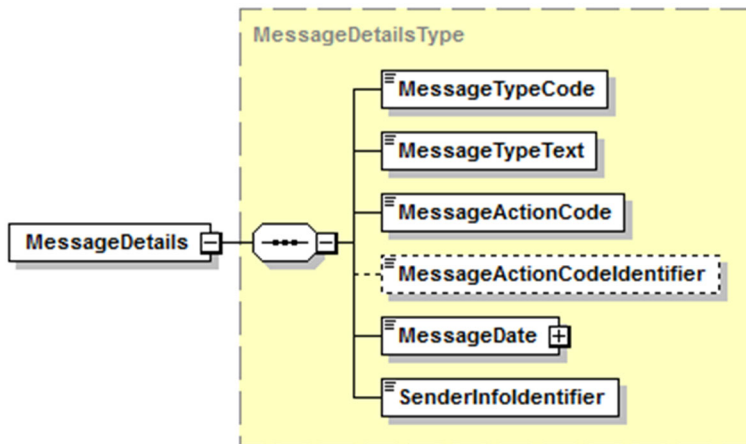 MessageDetailsType
MessageTypeCode
MessageTypeText
MessageActionCode
MessageDetails
MessageActionCodeIdentifier
MessageDate
SenderInfoIdentifier